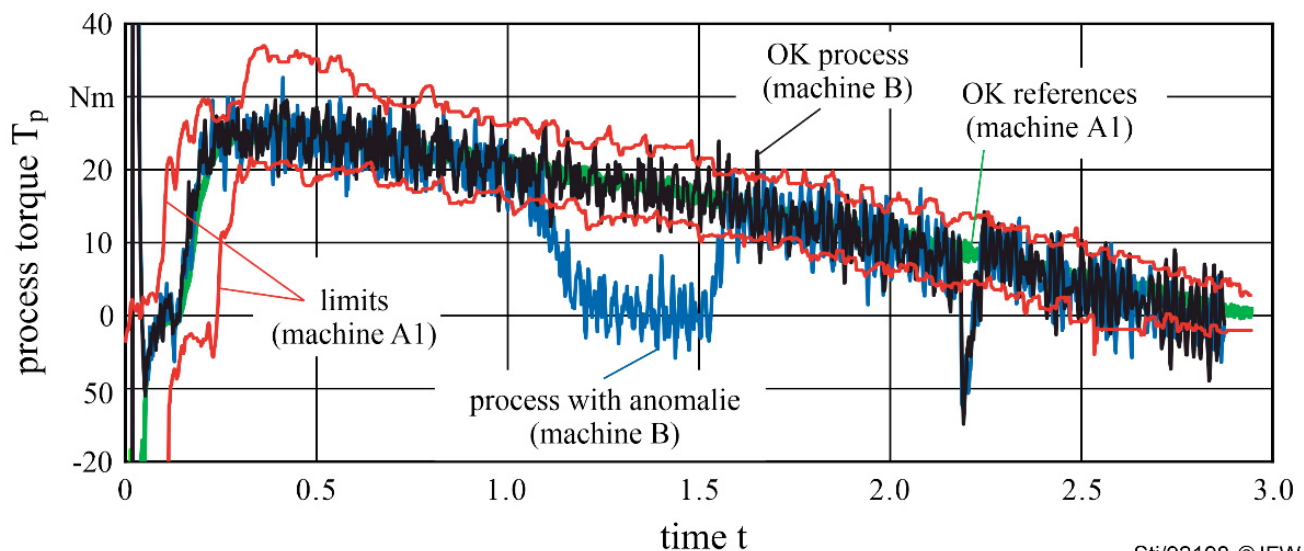 40
Nm
20
10
0
50
-20
process torque Tp
0
0.5
1.0
1.5
2.0
2.5
3.0
time t
OK process
(machine B)
OK references
(machine A1)
limits
(machine A1)
process with anomalie
(machine B)